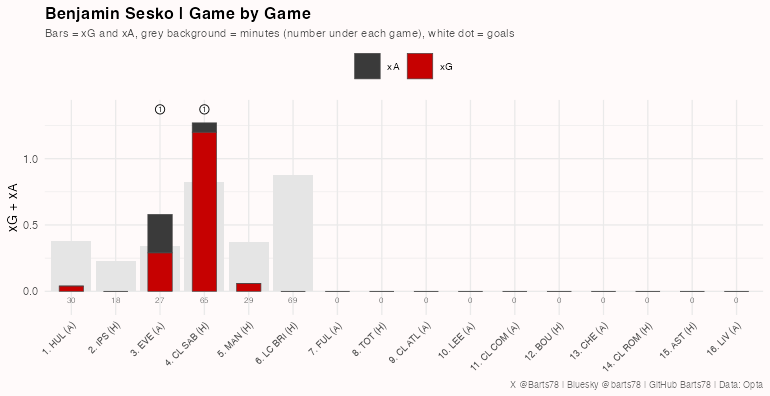 Benjamin Sesko | Game by Game
Bars = xG and xA, grey background = minutes (number under each game), white dot = goals
xA xG
1 1
xG + xA
1.0
0.5
0.0
30 18 27 65 29 69 0 0 0 0 0 0 0 0 0 0
1. HUL (A) 2. IPS (H) 3. EVE (A) 4. CL SAB (H) 5. MAN (H) 6. LC BRI (H) 7. FUL (A) 8. TOT (H) 9. CL ATL (A) 10. LEE (A) 11. CL COM (A) 12. BOU (H) 13. CHE (A) 14. CL ROM (H) 15. AST (H) 16. LIV (A)
X @Barts78 | Bluesky @barts78 | GitHub Barts78 | Data: Opta